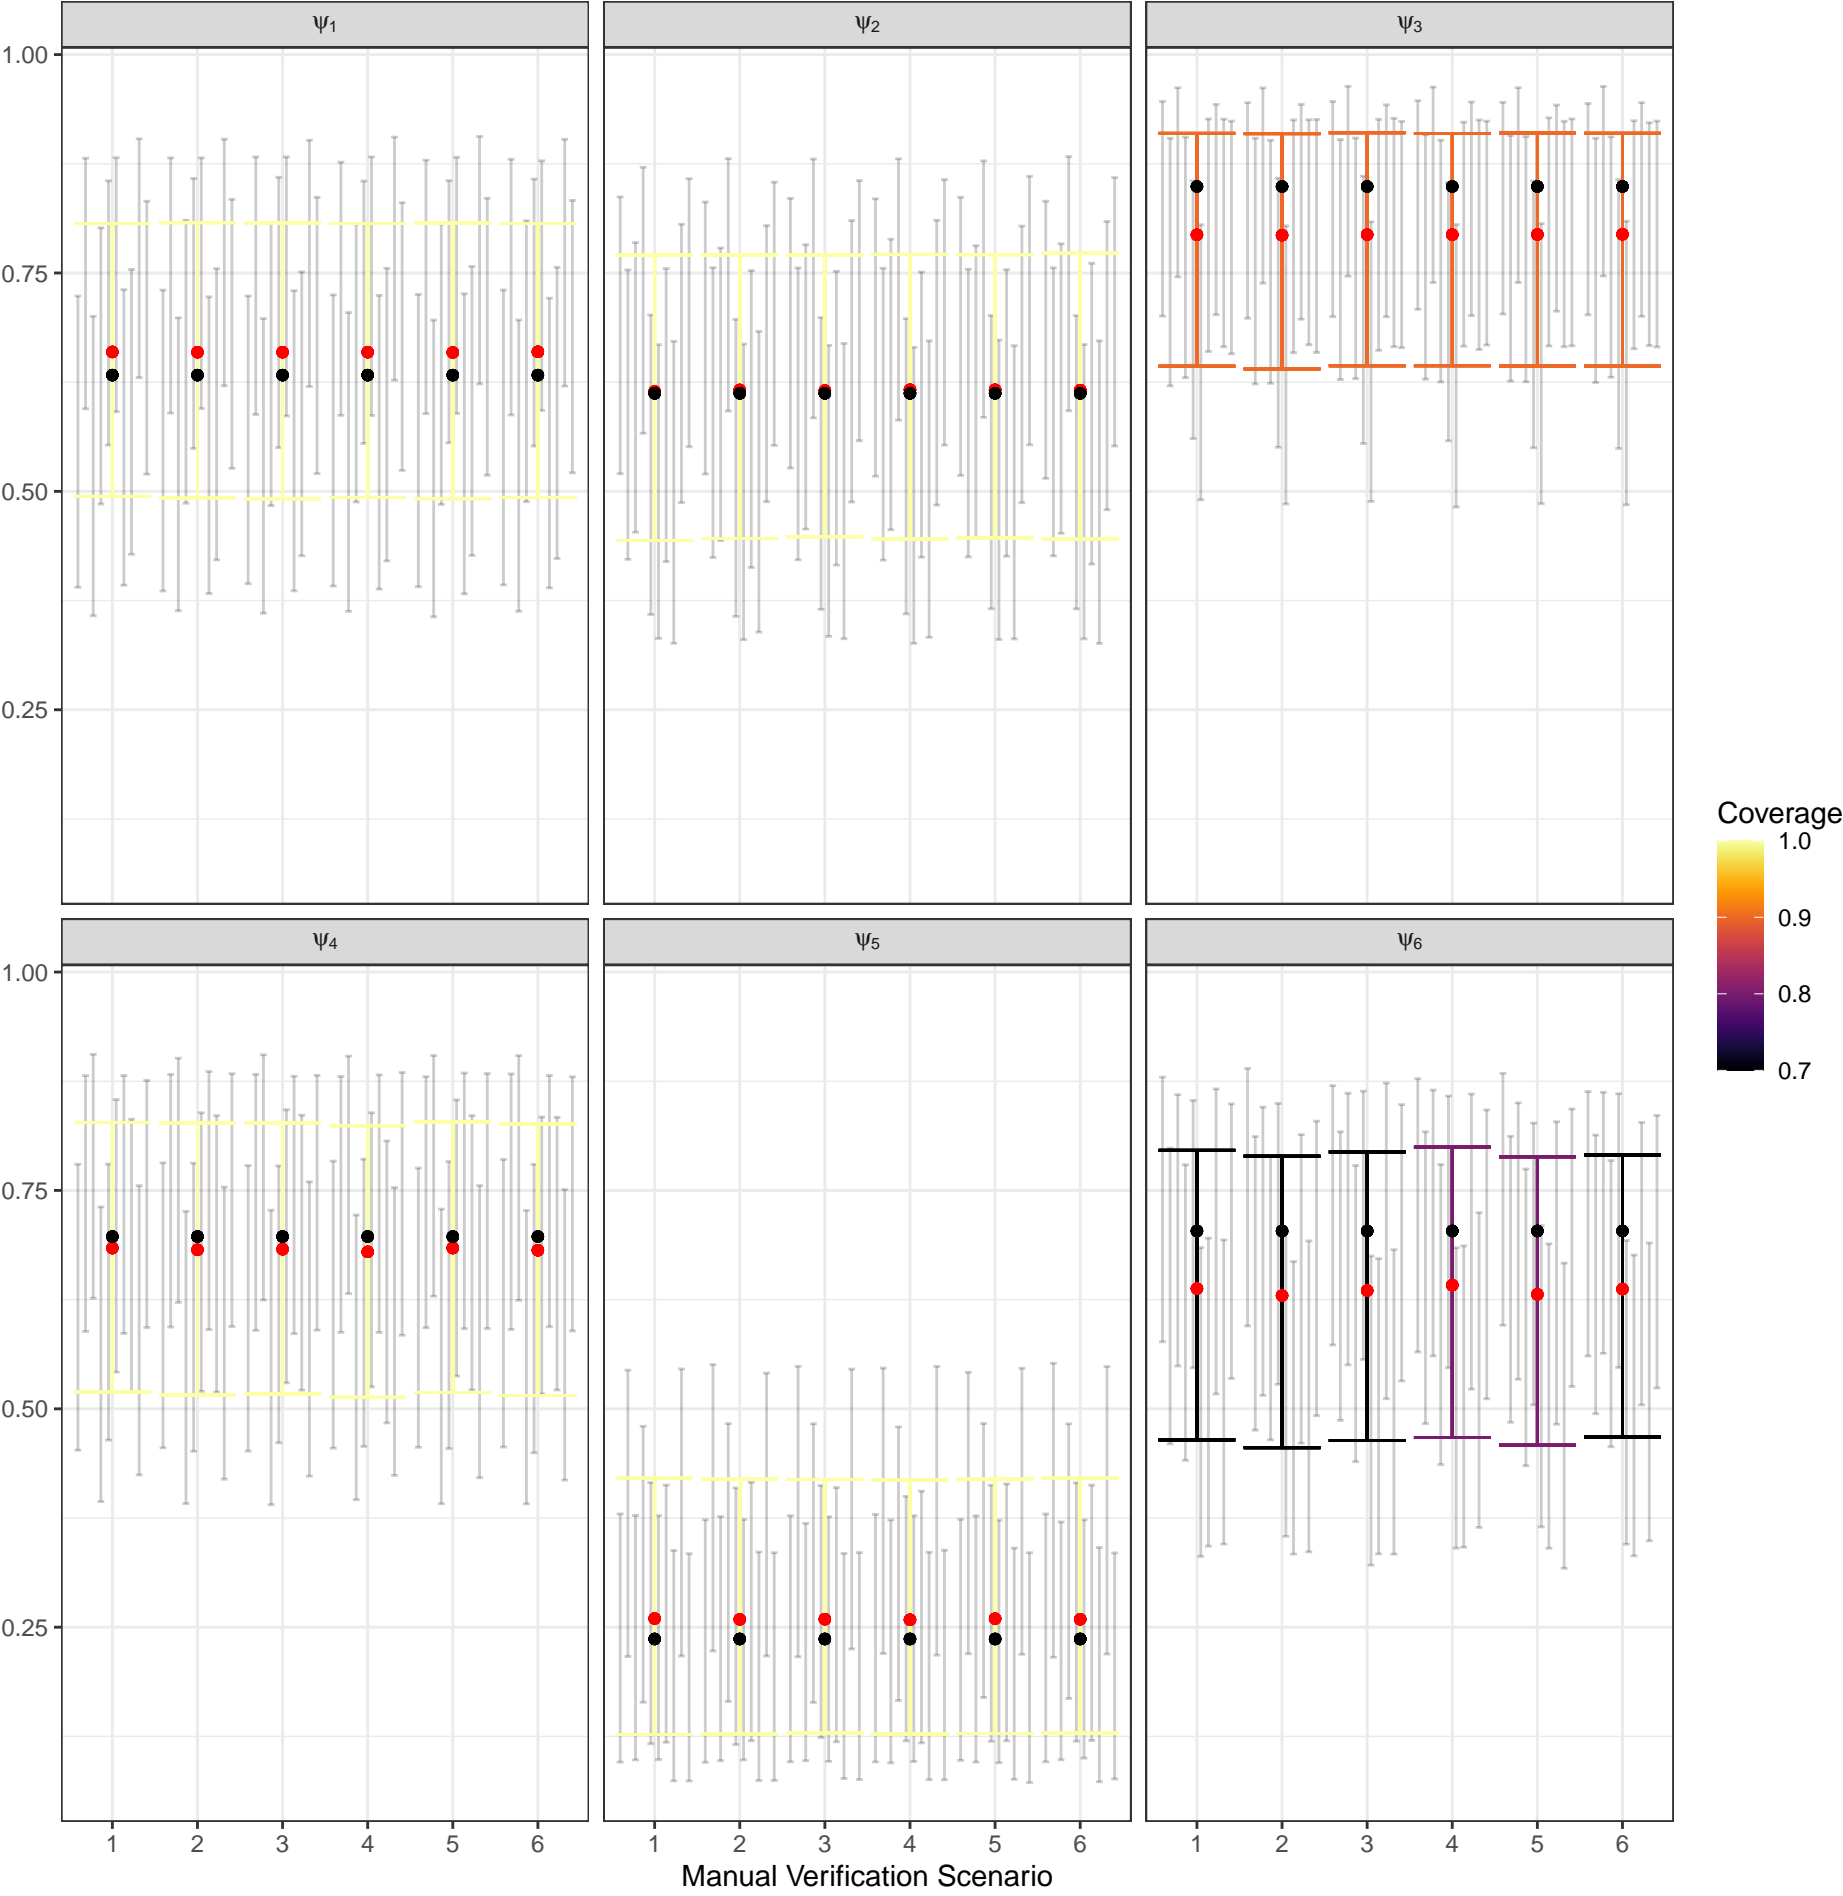 ψ₁ ψ₂ ψ₃
1.00
0.75
0.50
0.25
ψ₄ ψ₅ ψ₆
1.00
0.75
0.50
0.25
1 2 3 4 5 6 1 2 3 4 5 6 1 2 3 4 5 6
Manual Verification Scenario
Coverage
1.0
0.9
0.8
0.7